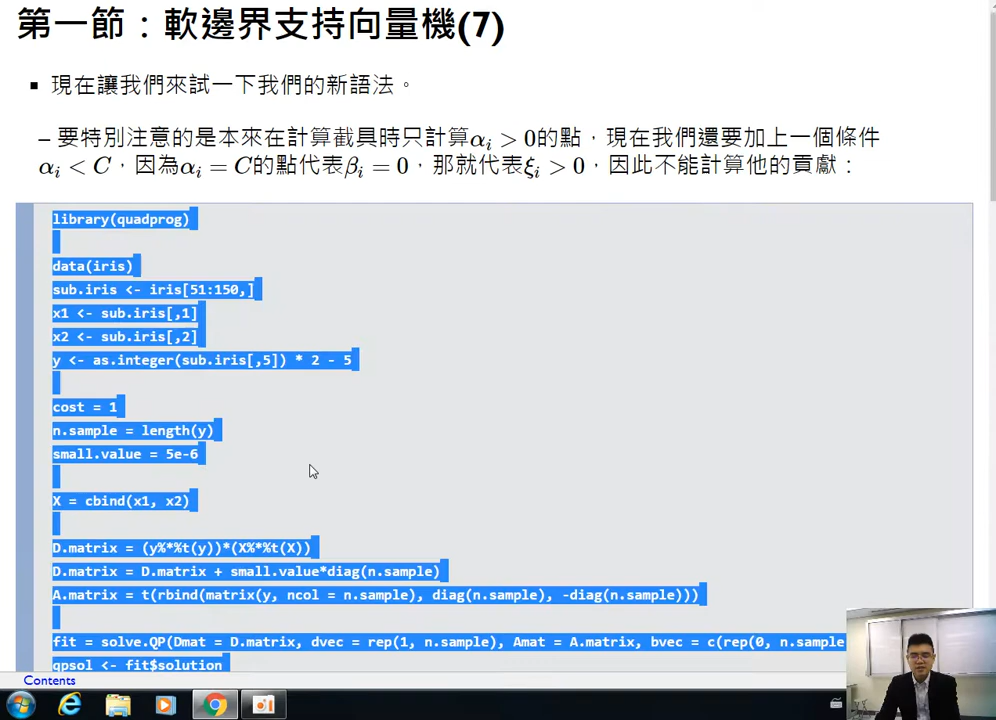 第一節：軟邊界支持向量機(7)
▪ 現在讓我們來試一下我們的新語法。
– 要特別注意的是本來在計算截具時只計算αᵢ > 0的點，現在我們還要加上一個條件
αᵢ < C，因為αᵢ = C的點代表βᵢ = 0，那就代表ξᵢ > 0，因此不能計算他的貢獻：
library(quadprog)
data(iris)
sub.iris <- iris[51:150,]
x1 <- sub.iris[,1]
x2 <- sub.iris[,2]
y <- as.integer(sub.iris[,5]) * 2 - 5
cost = 1
n.sample = length(y)
small.value = 5e-6
X = cbind(x1, x2)
D.matrix = (y%*%t(y))*(X%*%t(X))
D.matrix = D.matrix + small.value*diag(n.sample)
A.matrix = t(rbind(matrix(y, ncol = n.sample), diag(n.sample), -diag(n.sample)))
fit = solve.QP(Dmat = D.matrix, dvec = rep(1, n.sample), Amat = A.matrix, bvec = c(rep(0, n.sample
qpsol <- fit$solution
Contents